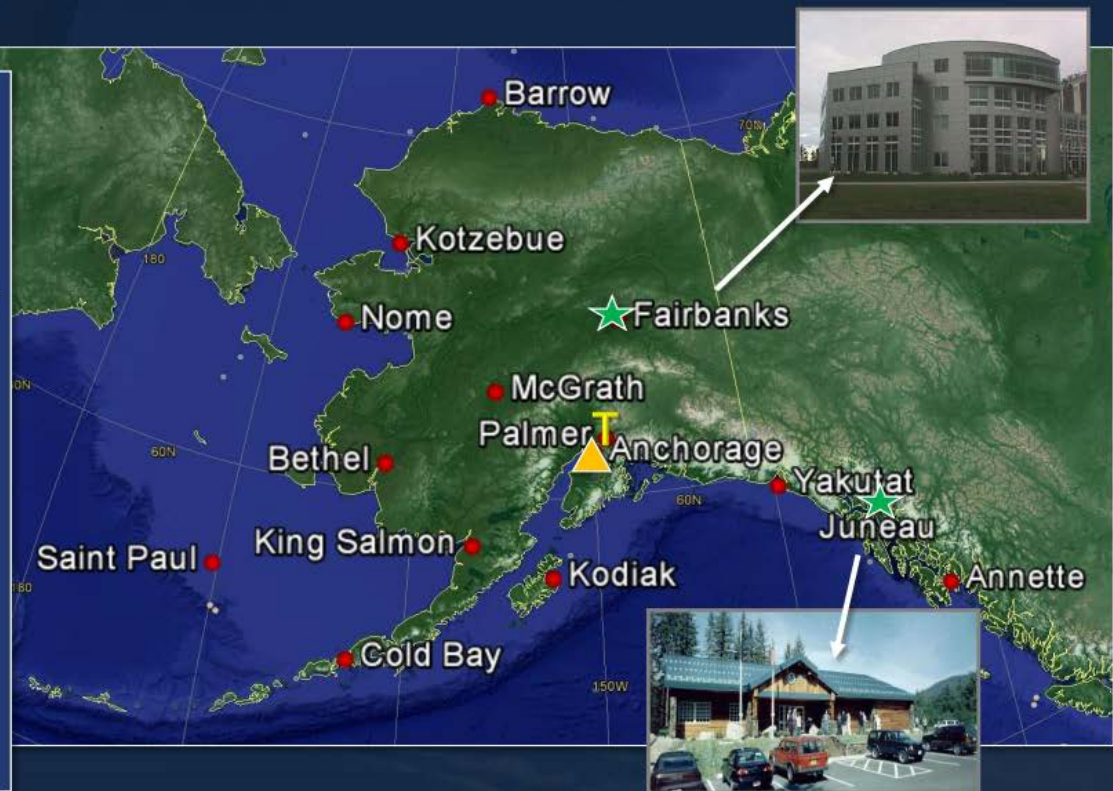 Barrow
70N
Kotzebue
180
Nome
Fairbanks
McGrath
T
Palmer
Anchorage
60N
Bethel
60N
Yakutat
Juneau
King Salmon
Saint Paul
Kodiak
Annette
180
Cold Bay
150W